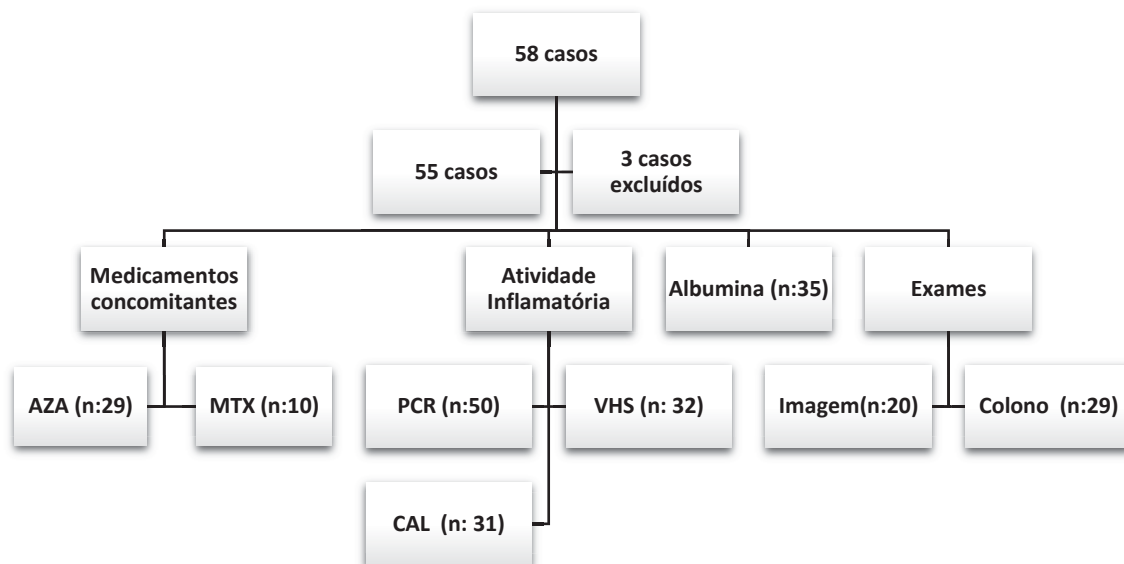 58 casos
55 casos
3 casos
excluídos
Medicamentos
concomitantes
Atividade
Inflamatória
Albumina (n:35)
Exames
AZA (n:29)
MTX (n:10)
PCR (n:50)
VHS (n: 32)
Imagem(n:20)
Colono (n:29)
CAL (n: 31)